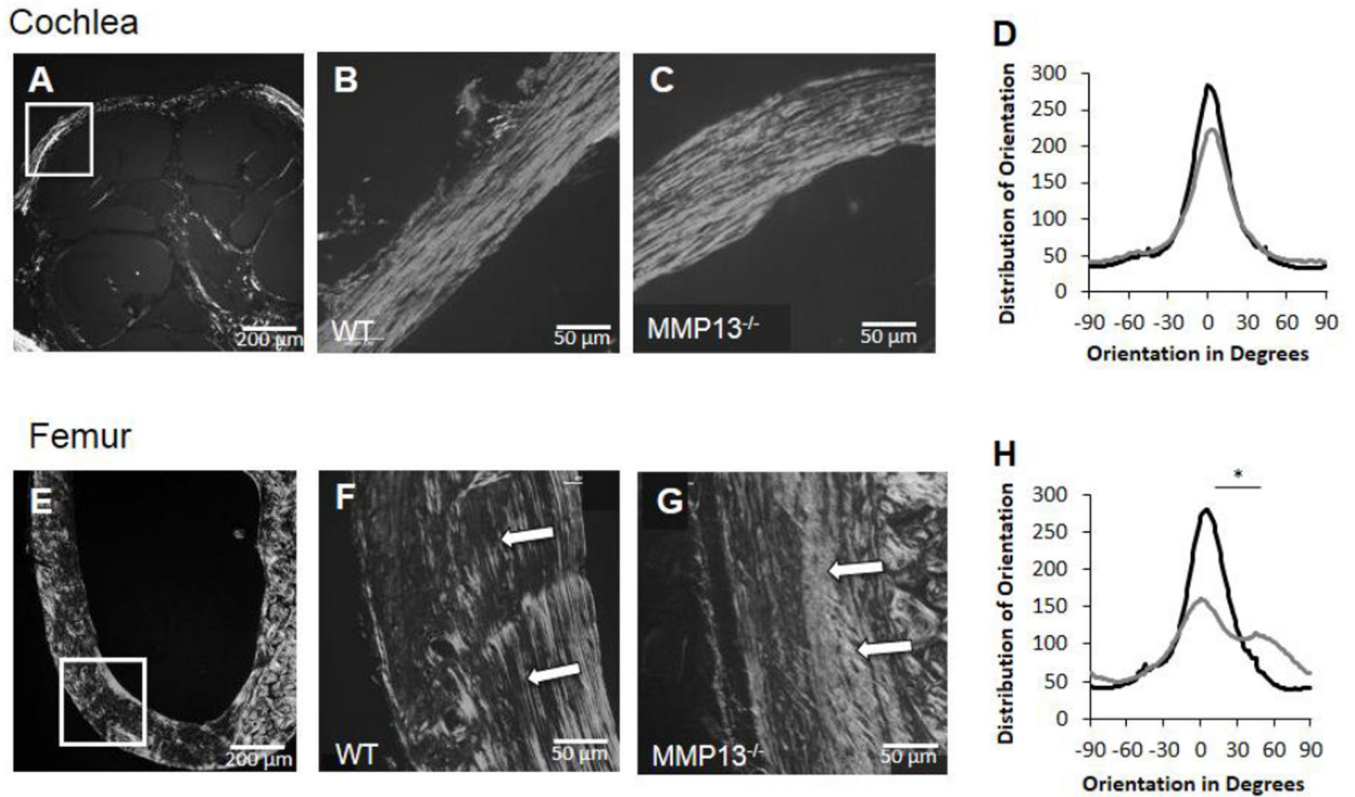 Cochlea
A
200 µm
B
WT
50 µm
C
MMP13-/-
50 µm
D
Distribution of Orientation
300
250
200
150
100
50
0
-90 -60 -30 0 30 60 90
Orientation in Degrees
Femur
E
200 µm
F
WT
50 µm
G
MMP13-/-
50 µm
H
*
Distribution of Orientation
300
250
200
150
100
50
0
-90 -60 -30 0 30 60 90
Orientation in Degrees